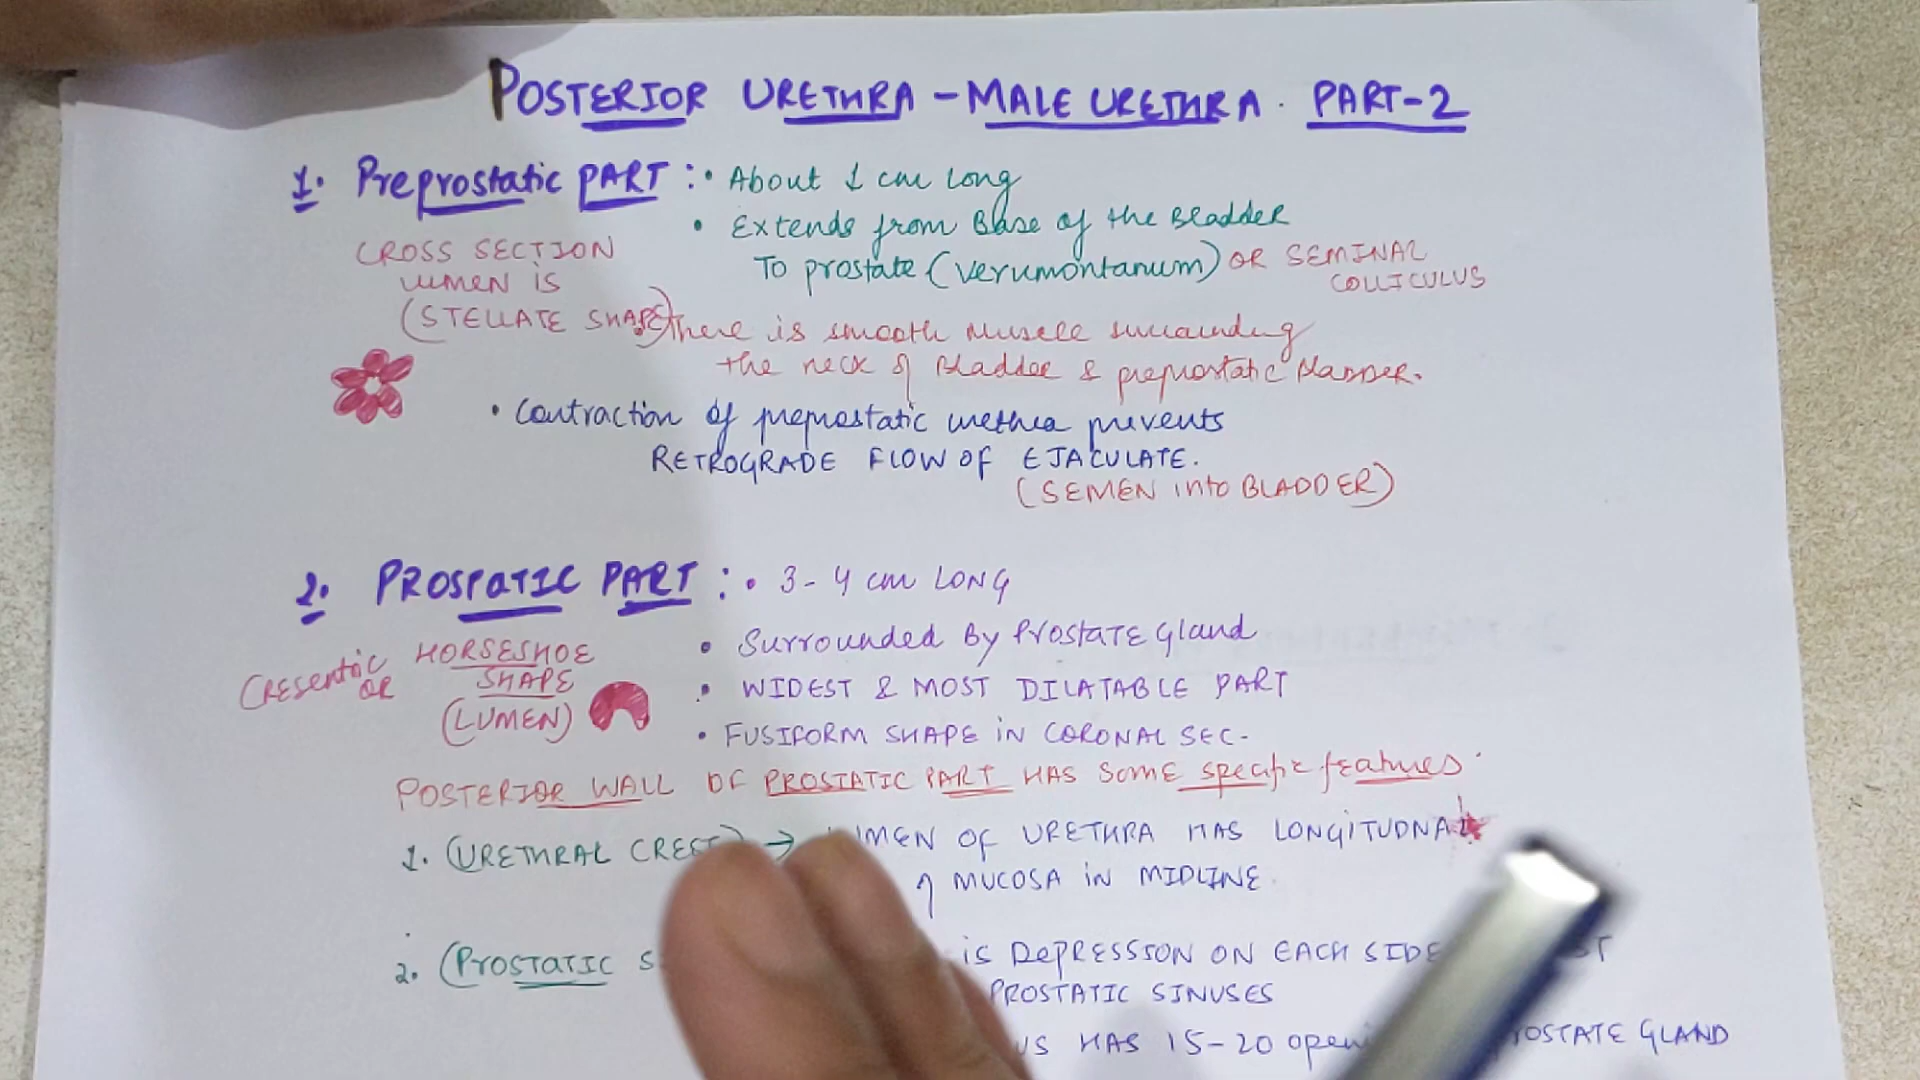 POSTERIOR URETHRA - MALE URETHRA. PART-2
1. Preprostatic PART : • About 1 cm long
• Extends from Base of the Bladder
To prostate (verumontanum) OR SEMINAL
COLLICULUS
CROSS SECTION
lumen is
(STELLATE SHAPE)
There is smooth muscle surrounding
the neck of Bladder & preprostatic Bladder.
• Contraction of preprostatic urethra prevents
RETROGRADE FLOW OF EJACULATE.
(SEMEN into BLADDER)
2. PROSTATIC PART : • 3-4 cm LONG
• Surrounded By Prostate Gland
• WIDEST & MOST DILATABLE PART
• FUSIFORM SHAPE in CORONAL SEC-
CRESentic OR HORSESHOE
SHAPE
(LUMEN)
POSTERIOR WALL OF PROSTATIC PART HAS SOME specific features.
1. (URETHRAL CREST) → OF URETHRA HAS LONGITUDNAL
MUCOSA in MIDLINE.
2. (PROSTATIC is DEPRESSION ON EACH SIDE
PROSTATIC SINUSES
HAS 15-20 GLAND